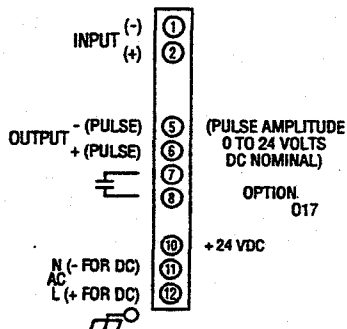 INPUT (-) 1
(+) 2
OUTPUT - (PULSE) 5 (PULSE AMPLITUDE
+ (PULSE) 6 0 TO 24 VOLTS
7 DC NOMINAL)
8 OPTION
017
10 + 24 VDC
N (- FOR DC) 11
AC
L (+ FOR DC) 12